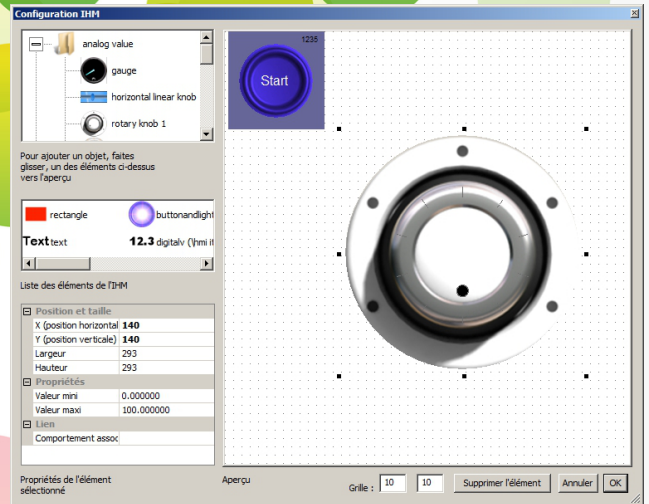 Configuration IHM
analog value
gauge
horizontal linear knob
rotary knob 1
Pour ajouter un objet, faites
glisser, un des éléments ci-dessus
vers l'aperçu
rectangle
buttonandlight
Text text
12.3 digitalv (\hmi it
Liste des éléments de l'IHM
Position et taille
X (position horizontal 140
Y (position verticale) 140
Largeur 293
Hauteur 293
Propriétés
Valeur mini 0.000000
Valeur maxi 100.000000
Lien
Comportement assoc
Propriétés de l'élément
sélectionné
1235
Start
Aperçu
Grille : 10 10
Supprimer l'élément
Annuler
OK